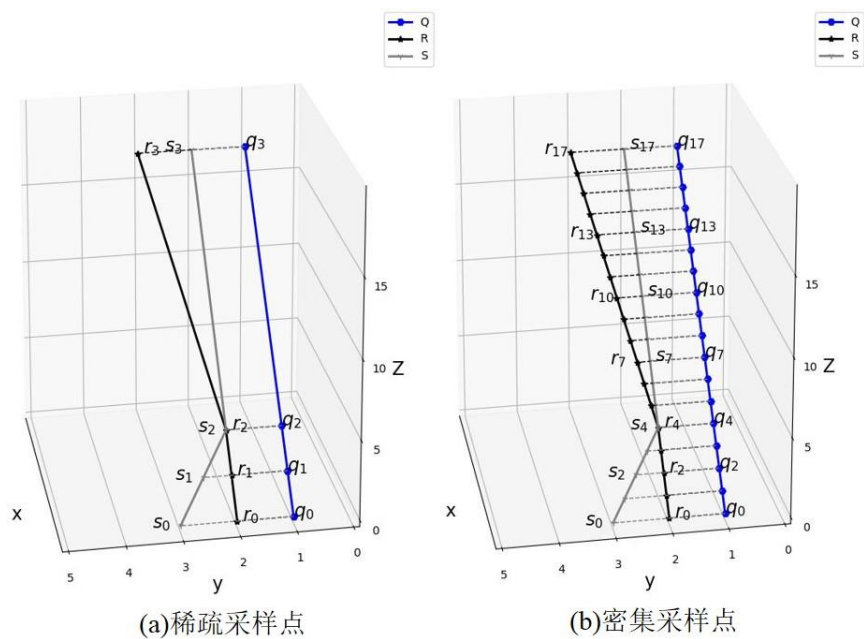 Q
R
S
Q
R
S
r3 s3 q3
s2 r2 q2
s1 r1 q1
s0 r0 q0
x
y
Z
5 4 3 2 1 0
0 5 10 15
r17 s17 q17
r13 s13 q13
r10 s10 q10
r7 s7 q7
s4 r4 q4
s2 r2 q2
s0 r0 q0
x
y
Z
5 4 3 2 1 0
0 5 10 15
(a)稀疏采样点
(b)密集采样点